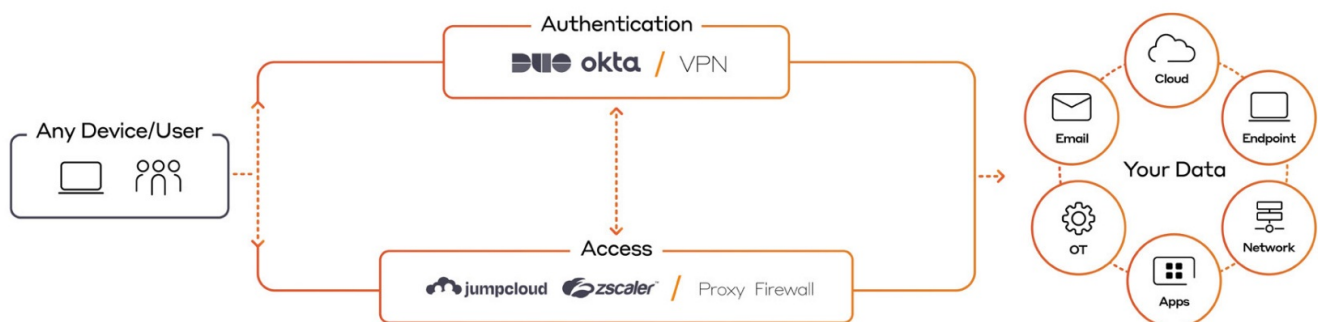 Authentication
DUO okta / VPN
Any Device/User
Access
jumpcloud zscaler / Proxy Firewall
Cloud
Email
Endpoint
Your Data
OT
Network
Apps